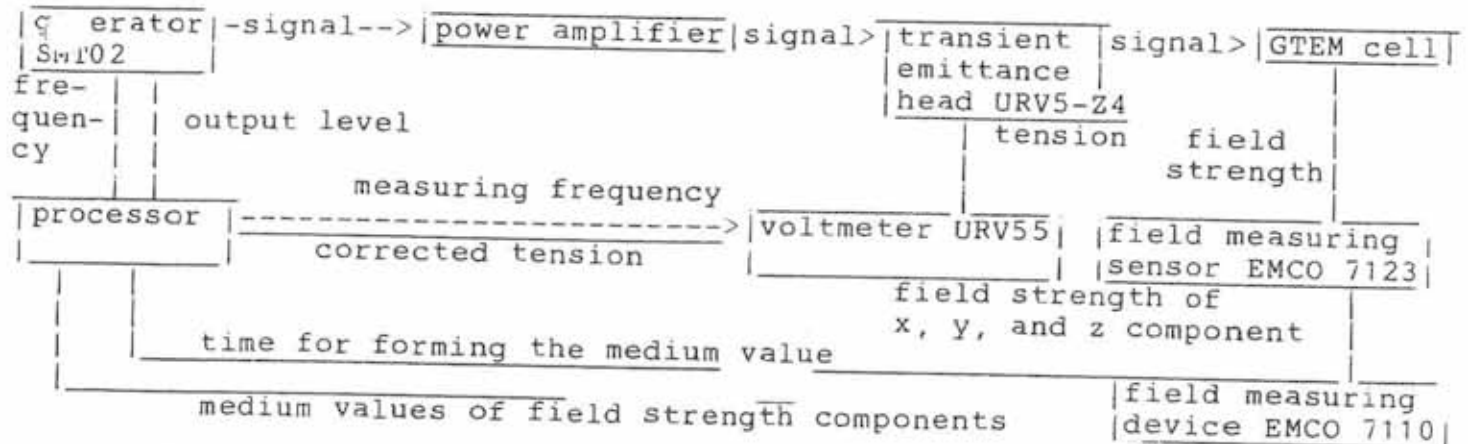 erator -signal--> power amplifier signal> transient signal> GTEM cell
emittance
head URV5-Z4
fre-
quen- output level
cy
tension field
strength
measuring frequency
processor -----------------------> voltmeter URV55 field measuring
corrected tension sensor EMCO 7123
field strength of
x, y, and z component
time for forming the medium value
medium values of field strength components field measuring
device EMCO 7110